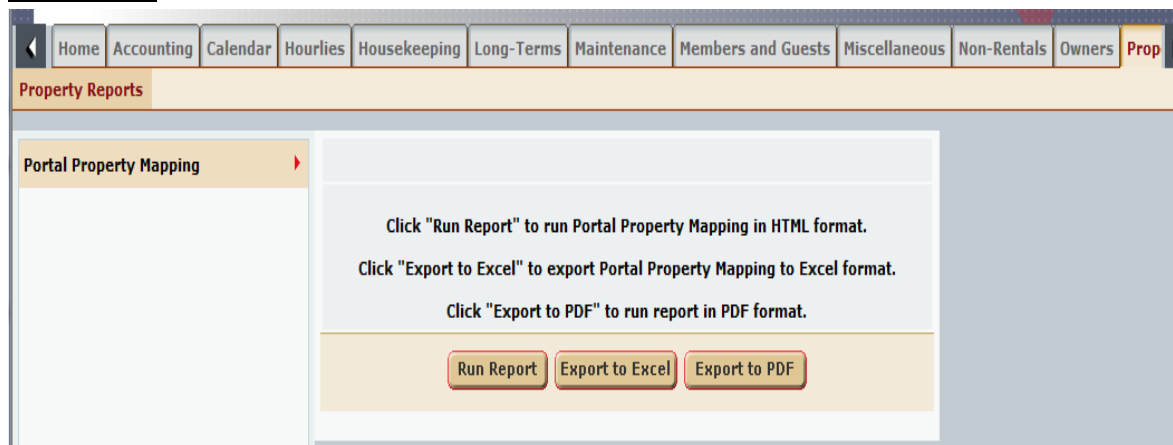 Home Accounting Calendar Hourlies Housekeeping Long-Terms Maintenance Members and Guests Miscellaneous Non-Rentals Owners Prop
Property Reports
Portal Property Mapping
Click "Run Report" to run Portal Property Mapping in HTML format.
Click "Export to Excel" to export Portal Property Mapping to Excel format.
Click "Export to PDF" to run report in PDF format.
Run Report Export to Excel Export to PDF